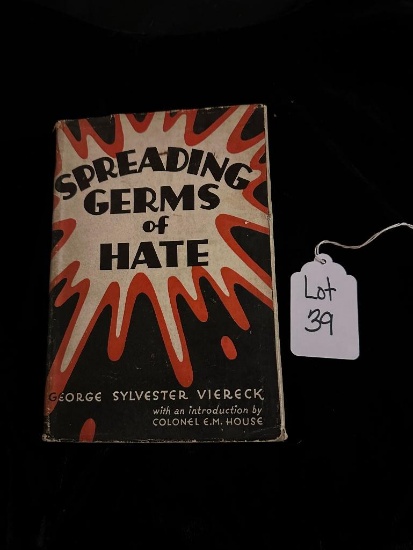 SPREADING
GERMS
of
HATE
GEORGE SYLVESTER VIERECK
with an introduction by
COLONEL E.M. HOUSE
Lot
39